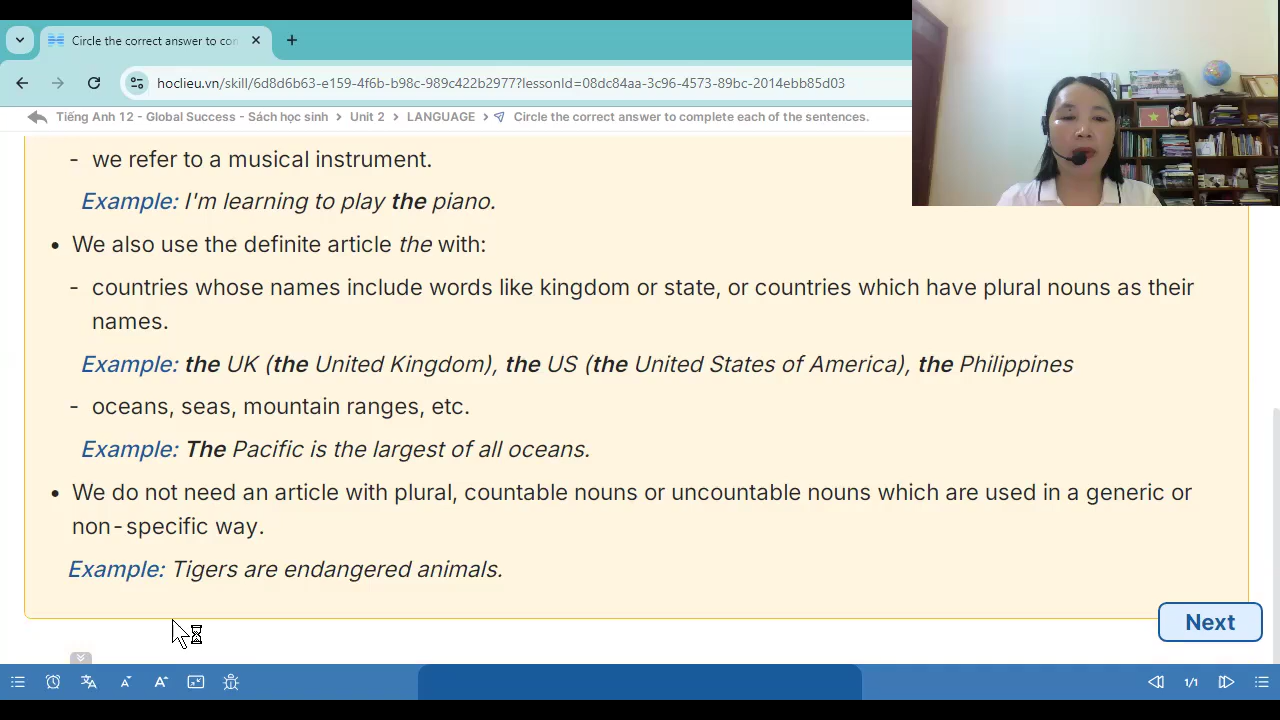 Circle the correct answer to con
hoclieu.vn/skill/6d8d6b63-e159-4f6b-b98c-989c422b2977?lessonId=08dc84aa-3c96-4573-89bc-2014ebb85d03
Tiếng Anh 12 - Global Success - Sách học sinh > Unit 2 > LANGUAGE > Circle the correct answer to complete each of the sentences.
- we refer to a musical instrument.
Example: I'm learning to play the piano.
• We also use the definite article the with:
- countries whose names include words like kingdom or state, or countries which have plural nouns as their
names.
Example: the UK (the United Kingdom), the US (the United States of America), the Philippines
- oceans, seas, mountain ranges, etc.
Example: The Pacific is the largest of all oceans.
• We do not need an article with plural, countable nouns or uncountable nouns which are used in a generic or
non-specific way.
Example: Tigers are endangered animals.
Next
1/1